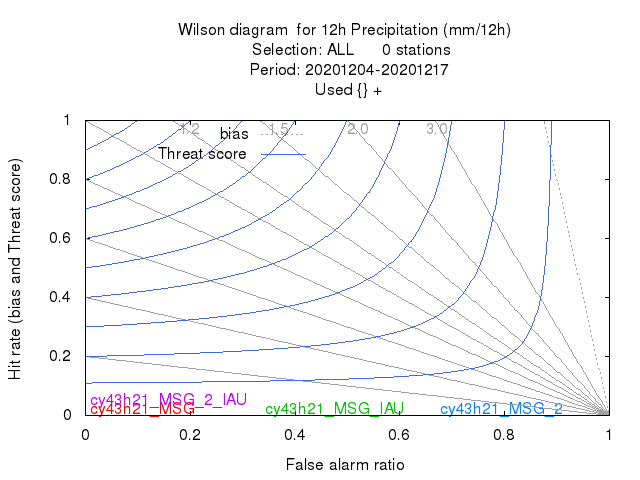 Wilson diagram  for 12h Precipitation (mm/12h)
Selection: ALL      0 stations
Period: 20201204-20201217
Used {} +
1.2
1.5
2.0
3.0
bias
Threat score
Hit rate (bias and Threat score)
1
0.8
0.6
0.4
0.2
0
cy43h21_MSG_2_IAU
cy43h21_MSG
cy43h21_MSG_IAU
cy43h21_MSG_2
0
0.2
0.4
0.6
0.8
1
False alarm ratio